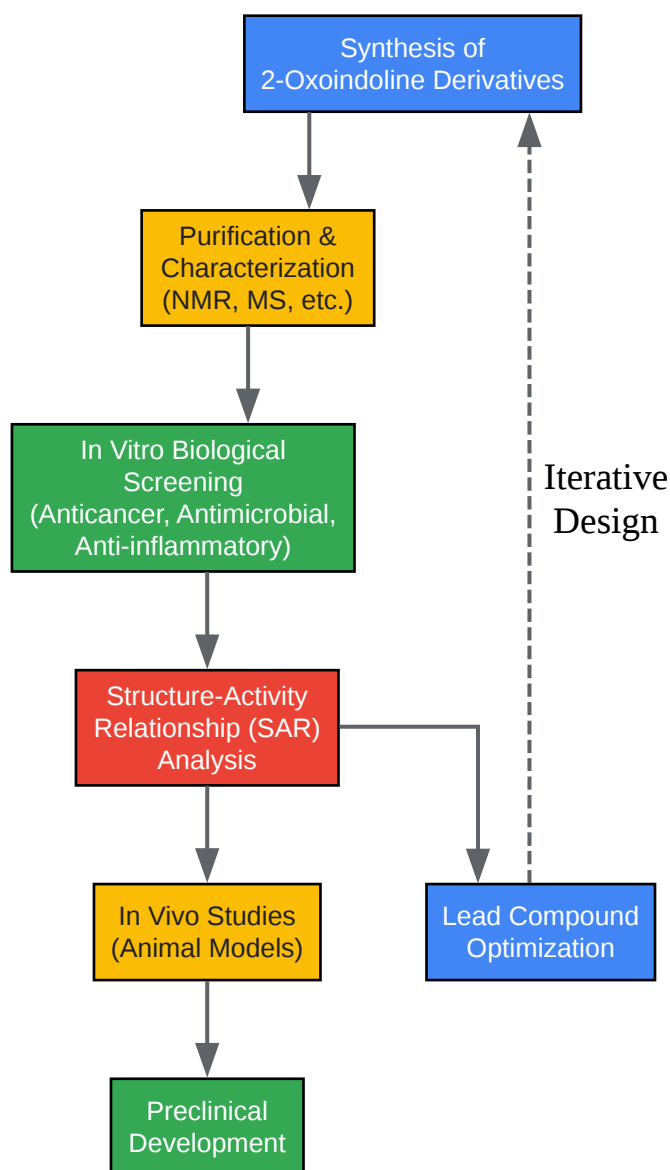 Synthesis of
2-Oxoindoline Derivatives
Purification &
Characterization
(NMR, MS, etc.)
In Vitro Biological
Screening
(Anticancer, Antimicrobial,
Anti-inflammatory)
Iterative
Design
Structure-Activity
Relationship (SAR)
Analysis
In Vivo Studies
(Animal Models)
Lead Compound
Optimization
Preclinical
Development